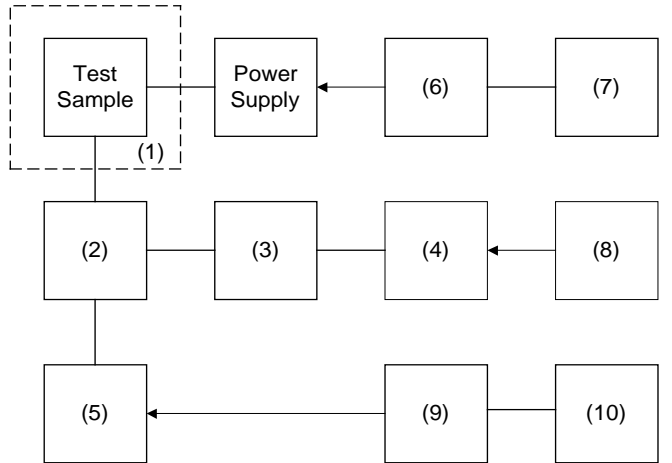 Test
Sample
Power
Supply
(6)
(7)
(1)
(2)
(3)
(4)
(8)
(5)
(9)
(10)